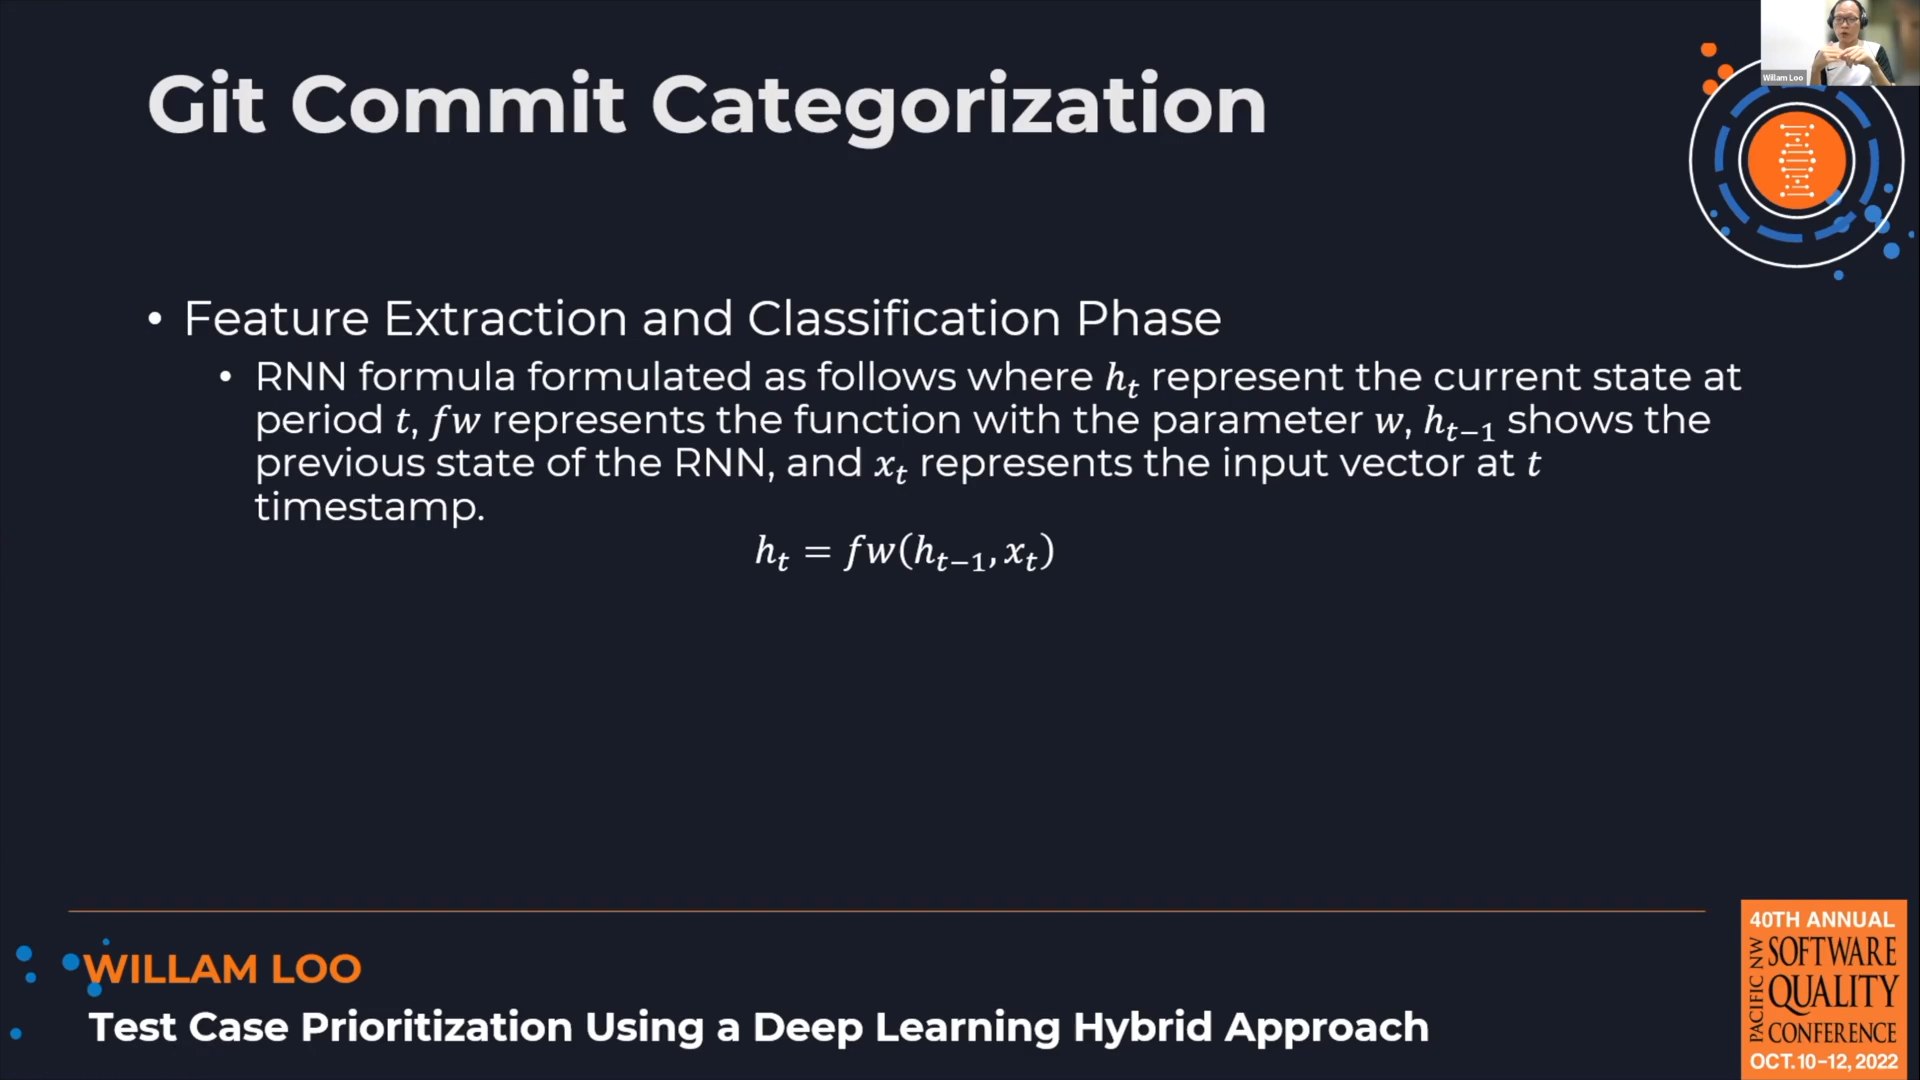 Willam Loo
Git Commit Categorization
• Feature Extraction and Classification Phase
• RNN formula formulated as follows where hₜ represent the current state at
period t, fw represents the function with the parameter w, hₜ₋₁ shows the
previous state of the RNN, and xₜ represents the input vector at t
timestamp.
hₜ = fw(hₜ₋₁, xₜ)
WILLAM LOO
Test Case Prioritization Using a Deep Learning Hybrid Approach
40TH ANNUAL
PACIFIC NW
SOFTWARE
QUALITY
CONFERENCE
OCT. 10–12, 2022